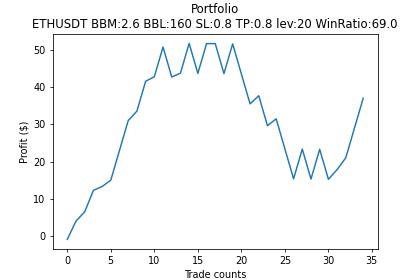 Portfolio
ETHUSDT BBM:2.6 BBL:160 SL:0.8 TP:0.8 lev:20 WinRatio:69.0
Profit ($)
50
40
30
20
10
0
0 5 10 15 20 25 30 35
Trade counts